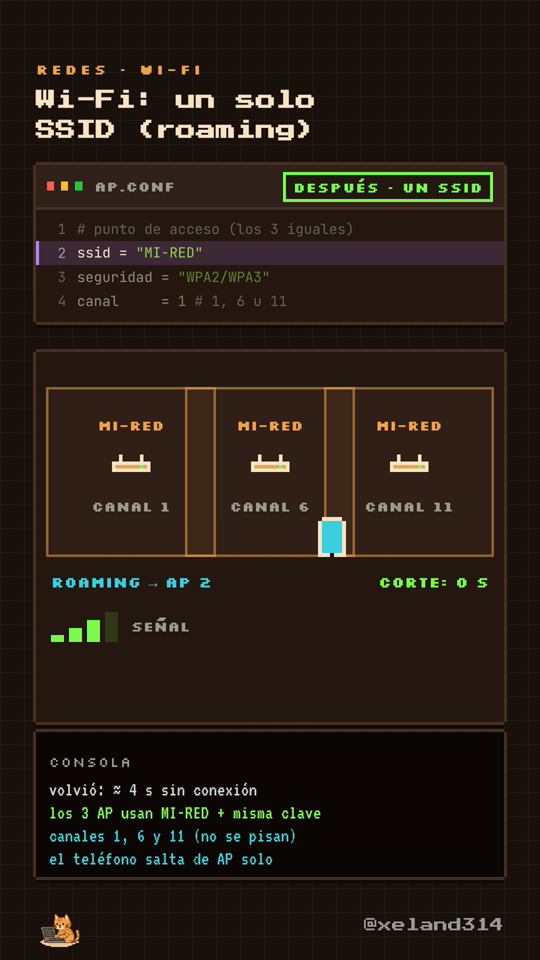 REDES · WI-FI
Wi-Fi: un solo
SSID (roaming)
AP.CONF
DESPUÉS · UN SSID
1 # punto de acceso (los 3 iguales)
2 ssid = "MI-RED"
3 seguridad = "WPA2/WPA3"
4 canal     = 1 # 1, 6 u 11
MI-RED MI-RED MI-RED
CANAL 1 CANAL 6 CANAL 11
ROAMING → AP 2
CORTE: 0 S
SEÑAL
CONSOLA
volvió: ≈ 4 s sin conexión
los 3 AP usan MI-RED + misma clave
canales 1, 6 y 11 (no se pisan)
el teléfono salta de AP solo
@xeland314